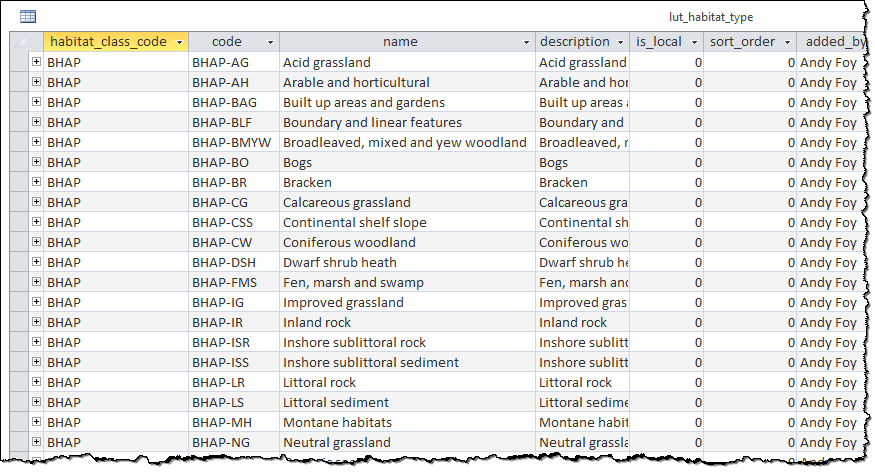 lut_habitat_type
habitat_class_code code name description is_local sort_order added_by
BHAP BHAP-AG Acid grassland Acid grassland 0 0 Andy Foy
BHAP BHAP-AH Arable and horticultural Arable and hor 0 0 Andy Foy
BHAP BHAP-BAG Built up areas and gardens Built up areas a 0 0 Andy Foy
BHAP BHAP-BLF Boundary and linear features Boundary and 0 0 Andy Foy
BHAP BHAP-BMYW Broadleaved, mixed and yew woodland Broadleaved, r 0 0 Andy Foy
BHAP BHAP-BO Bogs Bogs 0 0 Andy Foy
BHAP BHAP-BR Bracken Bracken 0 0 Andy Foy
BHAP BHAP-CG Calcareous grassland Calcareous gra 0 0 Andy Foy
BHAP BHAP-CSS Continental shelf slope Continental sh 0 0 Andy Foy
BHAP BHAP-CW Coniferous woodland Coniferous wo 0 0 Andy Foy
BHAP BHAP-DSH Dwarf shrub heath Dwarf shrub he 0 0 Andy Foy
BHAP BHAP-FMS Fen, marsh and swamp Fen, marsh and 0 0 Andy Foy
BHAP BHAP-IG Improved grassland Improved gras 0 0 Andy Foy
BHAP BHAP-IR Inland rock Inland rock 0 0 Andy Foy
BHAP BHAP-ISR Inshore sublittoral rock Inshore sublitt 0 0 Andy Foy
BHAP BHAP-ISS Inshore sublittoral sediment Inshore sublitt 0 0 Andy Foy
BHAP BHAP-LR Littoral rock Littoral rock 0 0 Andy Foy
BHAP BHAP-LS Littoral sediment Littoral sedime 0 0 Andy Foy
BHAP BHAP-MH Montane habitats Montane habit 0 0 Andy Foy
BHAP BHAP-NG Neutral grassland Neutral grassla 0 0 Andy Foy